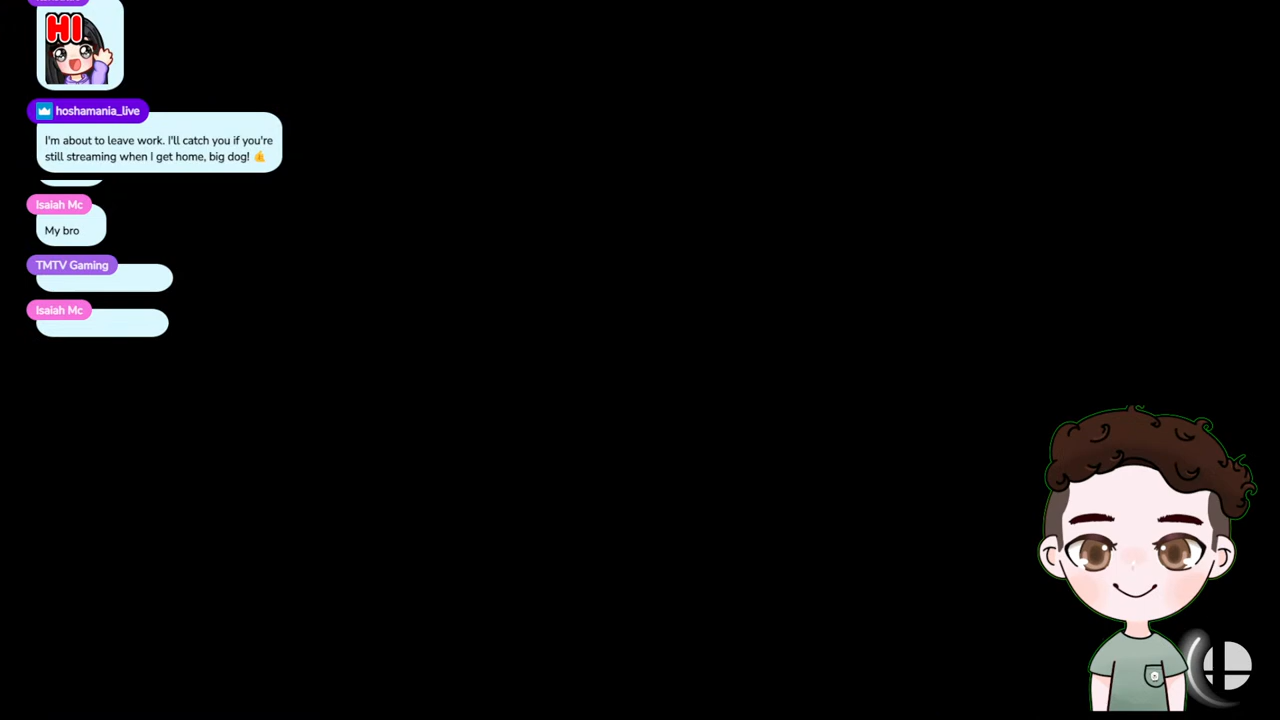 HI
hoshamania_live
I'm about to leave work. I'll catch you if you're
still streaming when I get home, big dog! 🤙
Isaiah Mc
My bro
TMTV Gaming
Isaiah Mc